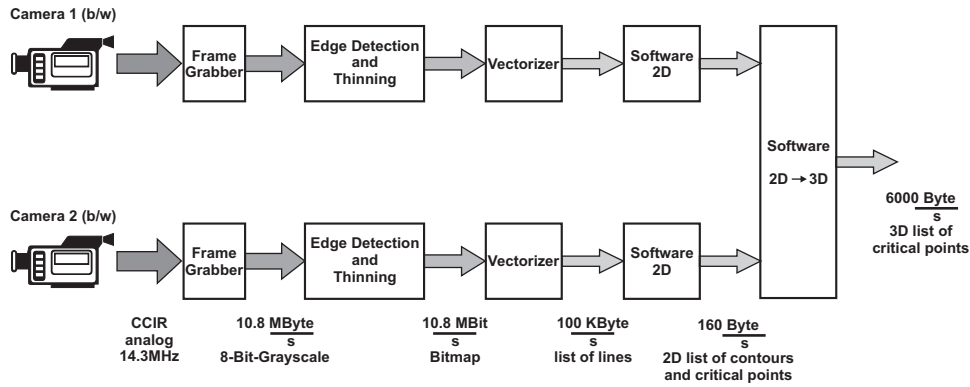 Camera 1 (b/w)
Frame
Grabber
Edge Detection
and
Thinning
Vectorizer
Software
2D
Software
2D → 3D
6000 Byte
s
3D list of
critical points
Camera 2 (b/w)
Frame
Grabber
Edge Detection
and
Thinning
Vectorizer
Software
2D
CCIR
analog
14.3MHz
10.8 MByte
s
8-Bit-Grayscale
10.8 MBit
s
Bitmap
100 KByte
s
list of lines
160 Byte
s
2D list of contours
and critical points